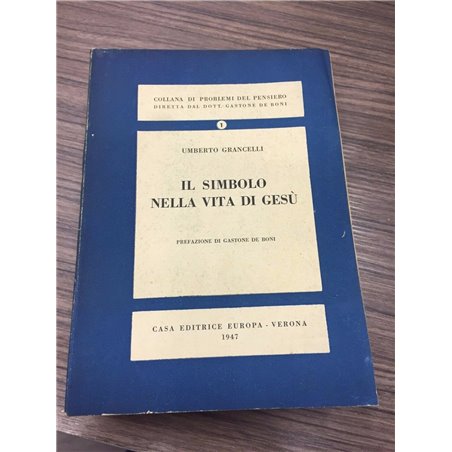 COLLANA DI PROBLEMI DEL PENSIERO
DIRETTA DAL DOTT. GASTONE DE BONI
1
UMBERTO GRANCELLI
IL SIMBOLO
NELLA VITA DI GESÙ
PREFAZIONE DI GASTONE DE BONI
CASA EDITRICE EUROPA - VERONA
1947